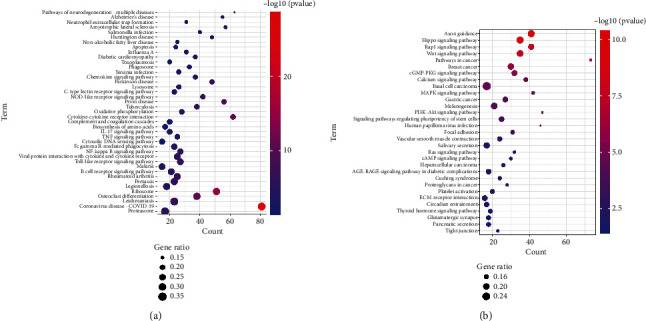 -log10 (pvalue)
Pathways of neurodegeneration – multiple diseases
Alzheimer's disease
Neutrophil extracellular trap formation
Amyotrophic lateral sclerosis
Salmonella infection
Huntington disease
Non-alcoholic fatty liver disease
Apoptosis
Influenza A
Diabetic cardiomyopathy
Toxoplasmosis
Phagosome
Yersinia infection
Chemokine signaling pathway
Parkinson disease
Lysosome
C-type lectin receptor signaling pathway
NOD-like receptor signaling pathway
Prion disease
Tuberculosis
Oxidative phosphorylation
Cytokine-cytokine receptor interaction
Complement and coagulation cascades
Biosynthesis of amino acids
IL-17 signaling pathway
TNF signaling pathway
Cytosolic DNA-sensing pathway
Fc gamma R-mediated phagocytosis
NF-kappa B signaling pathway
Viral protein interaction with cytokine and cytokine receptor
Toll-like receptor signaling pathway
Malaria
B cell receptor signaling pathway
Rheumatoid arthritis
Pertussis
Legionellosis
Ribosome
Osteoclast differentiation
Leishmaniasis
Coronavirus disease - COVID-19
Proteasome
Term
20
10
20
40
60
80
Count
Gene ratio
0.15
0.20
0.25
0.30
0.35
(a)
-log10 (pvalue)
Axon guidance
Hippo signaling pathway
Rap1 signaling pathway
Wnt signaling pathway
Pathways in cancer
Breast cancer
cGMP-PKG signaling pathway
Calcium signaling pathway
Basal cell carcinoma
MAPK signaling pathway
Gastric cancer
Melanogenesis
PI3K-Akt signaling pathway
Signaling pathways regulating pluripotency of stem cells
Human papillomavirus infection
Focal adhesion
Vascular smooth muscle contraction
Salivary secretion
Ras signaling pathway
cAMP signaling pathway
Hepatocellular carcinoma
AGE-RAGE signaling pathway in diabetic complications
Cushing syndrome
Proteoglycans in cancer
Platelet activation
ECM-receptor interaction
Circadian entrainment
Thyroid hormone signaling pathway
Glutamatergic synapse
Pancreatic secretion
Tight junction
Term
10.0
7.5
5.0
2.5
20
40
60
Count
Gene ratio
0.16
0.20
0.24
(b)